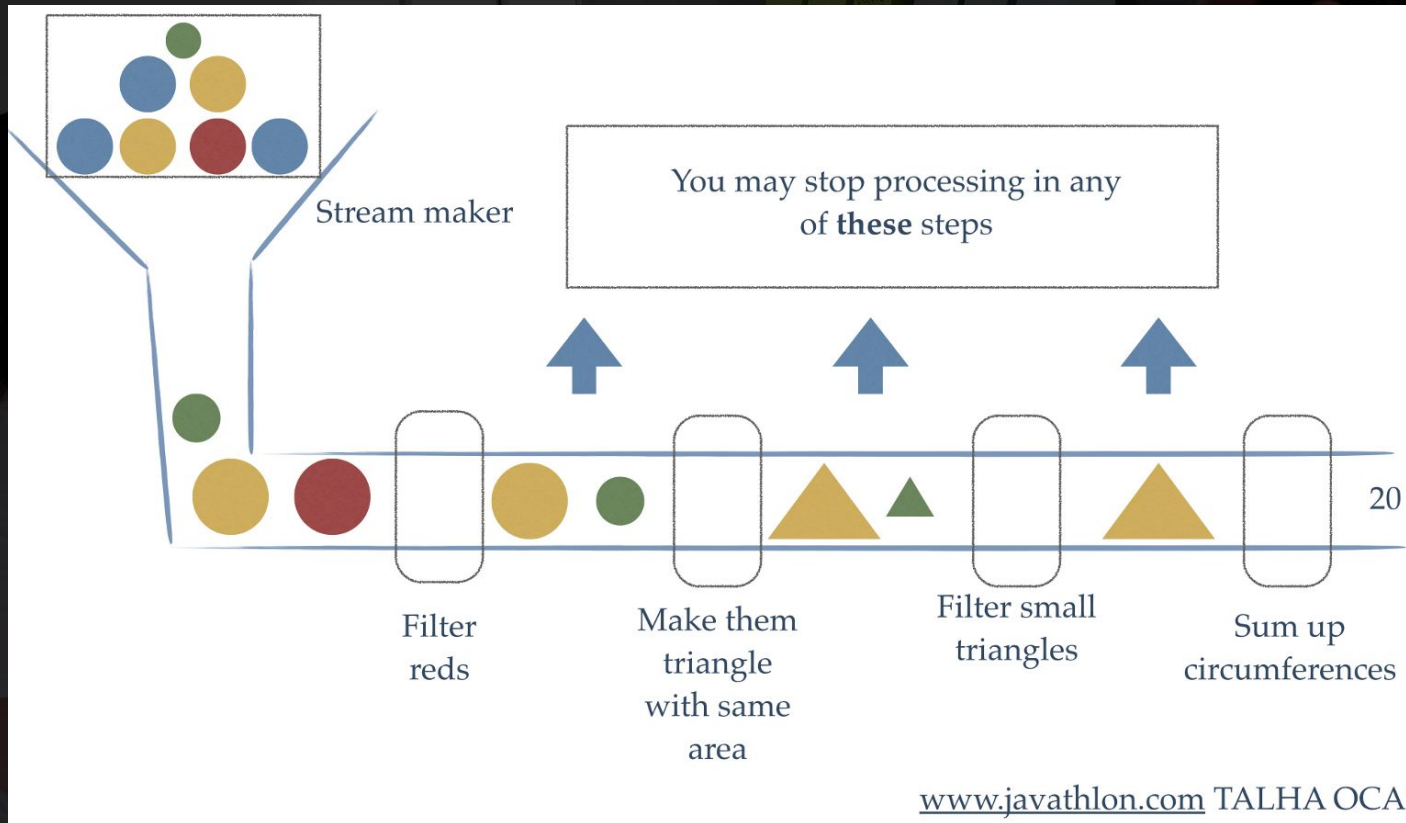 Stream maker
You may stop processing in any
of these steps
20
Filter
reds
Make them
triangle
with same
area
Filter small
triangles
Sum up
circumferences
www.javathlon.com TALHA OCA